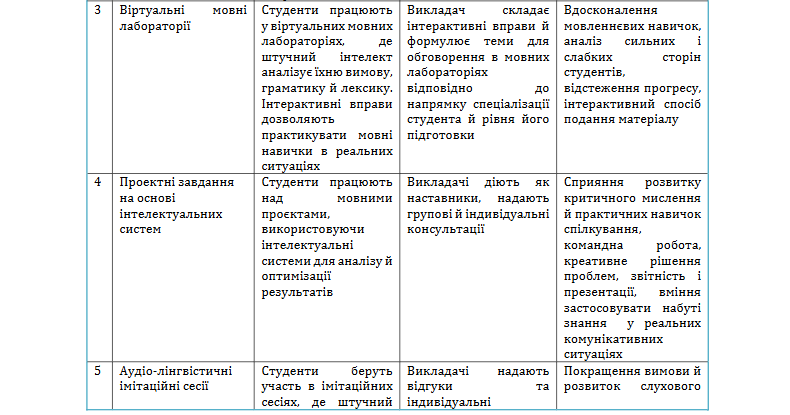 3
Віртуальні мовні
лабораторії
Студенти працюють
у віртуальних мовних
лабораторіях, де
штучний інтелект
аналізує їхню вимову,
граматику й лексику.
Інтерактивні вправи
дозволяють
практикувати мовні
навички в реальних
ситуаціях
Викладач складає
інтерактивні вправи й
формулює теми для
обговорення в мовних
лабораторіях
відповідно до
напрямку спеціалізації
студента й рівня його
підготовки
Вдосконалення
мовленнєвих навичок,
аналіз сильних і
слабких сторін
студентів,
відстеження прогресу,
інтерактивний спосіб
подання матеріалу
4
Проектні завдання
на основі
інтелектуальних
систем
Студенти працюють
над мовними
проєктами,
використовуючи
інтелектуальні
системи для аналізу й
оптимізації
результатів
Викладачі діють як
наставники, надають
групові й індивідуальні
консультації
Сприяння розвитку
критичного мислення
й практичних навичок
спілкування,
командна робота,
креативне рішення
проблем, звітність і
презентації, вміння
застосовувати набуті
знання у реальних
комунікативних
ситуаціях
5
Аудіо-лінгвістичні
імітаційні сесії
Студенти беруть
участь в імітаційних
сесіях, де штучний
Викладачі надають
відгуки та
індивідуальні
Покращення вимови й
розвиток слухового